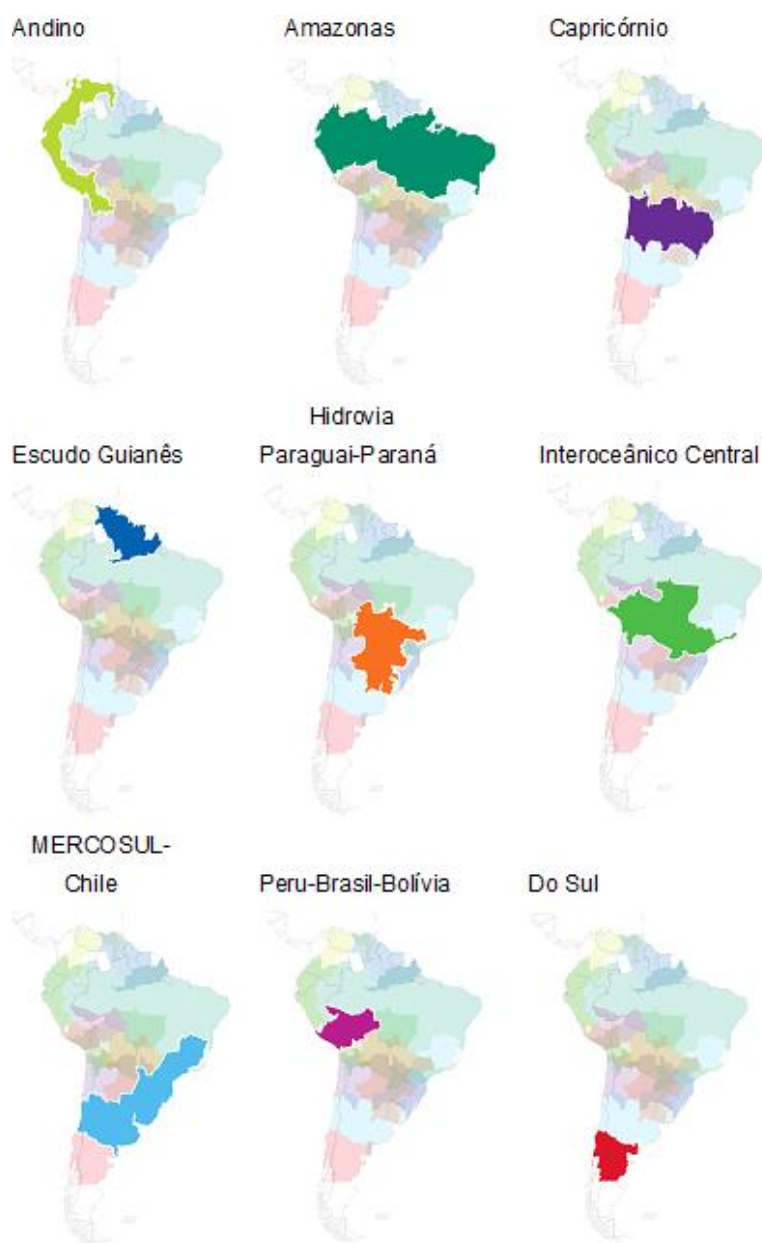 Andino
Amazonas
Capricórnio
Escudo Guianês
Hidrovia
Paraguai-Paraná
Interoceânico Central
MERCOSUL-
Chile
Peru-Brasil-Bolívia
Do Sul